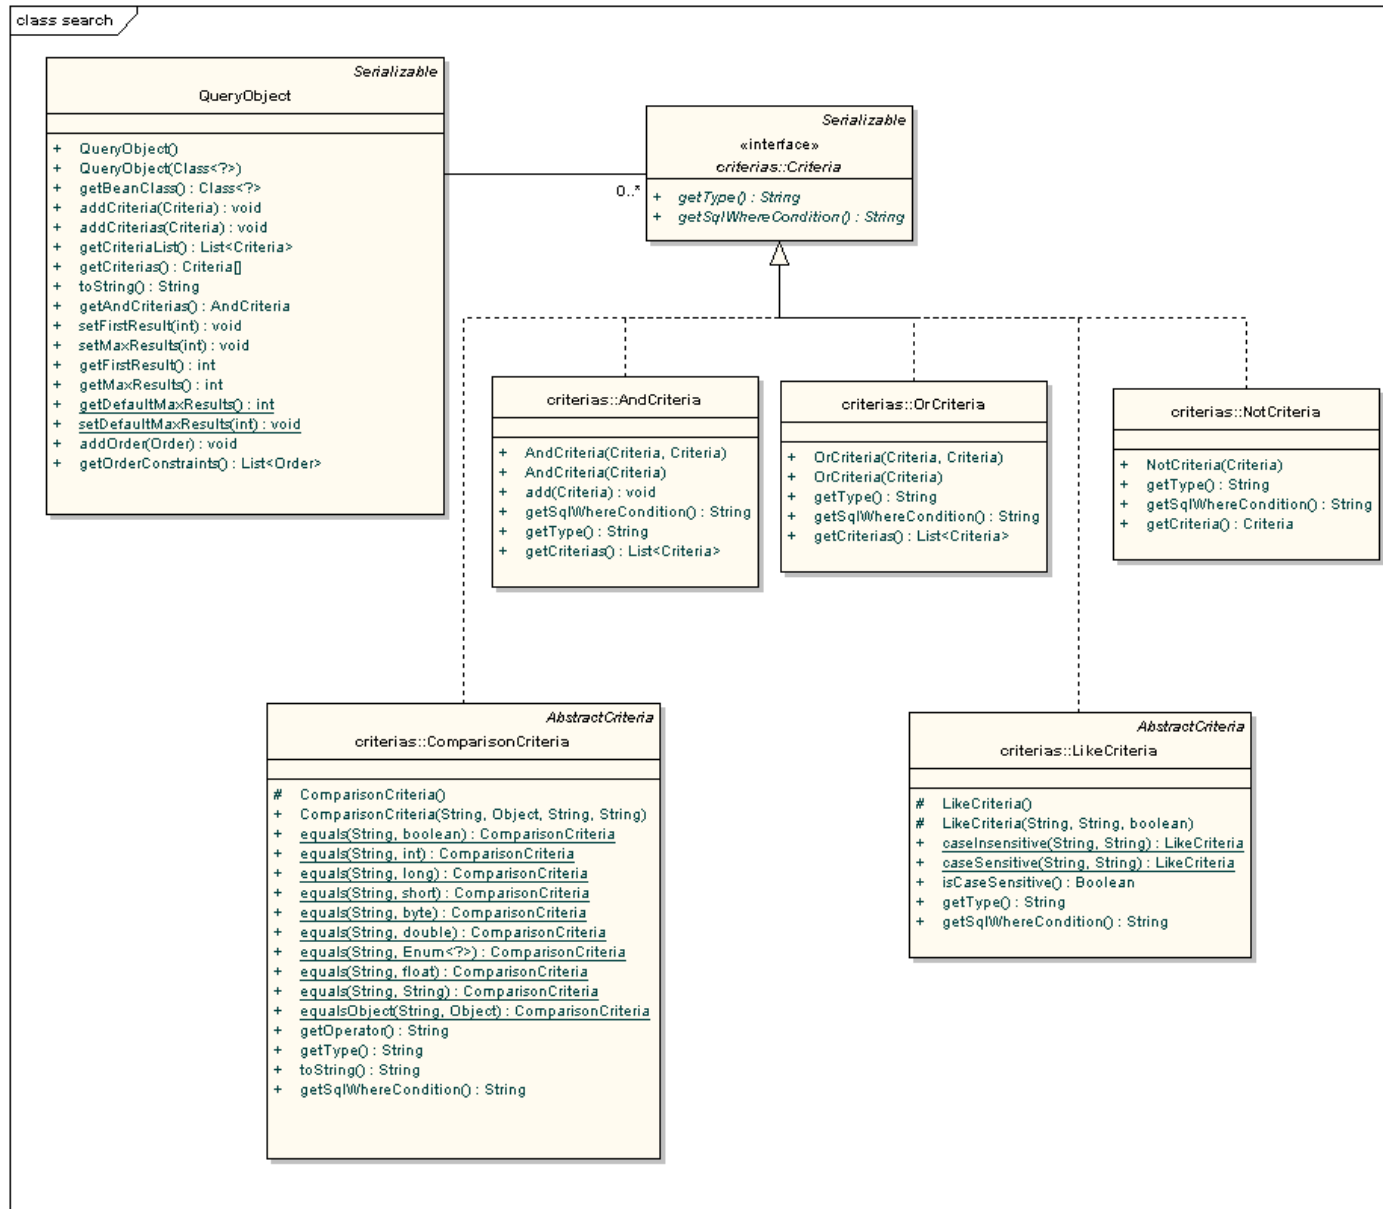 class search
Serializable
QueryObject
+ QueryObject()
+ QueryObject(Class<?>)
+ getBeanClass() : Class<?>
+ addCriteria(Criteria) : void
+ addCriterias(Criteria) : void
+ getCriteriaList() : List<Criteria>
+ getCriterias() : Criteria[]
+ toString() : String
+ getAndCriterias() : AndCriteria
+ setFirstResult(int) : void
+ setMaxResults(int) : void
+ getFirstResult() : int
+ getMaxResults() : int
+ getDefaultMaxResults() : int
+ setDefaultMaxResults(int) : void
+ addOrder(Order) : void
+ getOrderConstraints() : List<Order>
0..*
Serializable
«interface»
criterias::Criteria
+ getType() : String
+ getSqlWhereCondition() : String
criterias::AndCriteria
+ AndCriteria(Criteria, Criteria)
+ AndCriteria(Criteria)
+ add(Criteria) : void
+ getSqlWhereCondition() : String
+ getType() : String
+ getCriterias() : List<Criteria>
criterias::OrCriteria
+ OrCriteria(Criteria, Criteria)
+ OrCriteria(Criteria)
+ getType() : String
+ getSqlWhereCondition() : String
+ getCriterias() : List<Criteria>
criterias::NotCriteria
+ NotCriteria(Criteria)
+ getType() : String
+ getSqlWhereCondition() : String
+ getCriteria() : Criteria
AbstractCriteria
criterias::ComparisonCriteria
# ComparisonCriteria()
+ ComparisonCriteria(String, Object, String, String)
+ equals(String, boolean) : ComparisonCriteria
+ equals(String, int) : ComparisonCriteria
+ equals(String, long) : ComparisonCriteria
+ equals(String, short) : ComparisonCriteria
+ equals(String, byte) : ComparisonCriteria
+ equals(String, double) : ComparisonCriteria
+ equals(String, Enum<?>) : ComparisonCriteria
+ equals(String, float) : ComparisonCriteria
+ equals(String, String) : ComparisonCriteria
+ equalsObject(String, Object) : ComparisonCriteria
+ getOperator() : String
+ getType() : String
+ toString() : String
+ getSqlWhereCondition() : String
AbstractCriteria
criterias::LikeCriteria
# LikeCriteria()
# LikeCriteria(String, String, boolean)
+ caseInsensitive(String, String) : LikeCriteria
+ caseSensitive(String, String) : LikeCriteria
+ isCaseSensitive() : Boolean
+ getType() : String
+ getSqlWhereCondition() : String